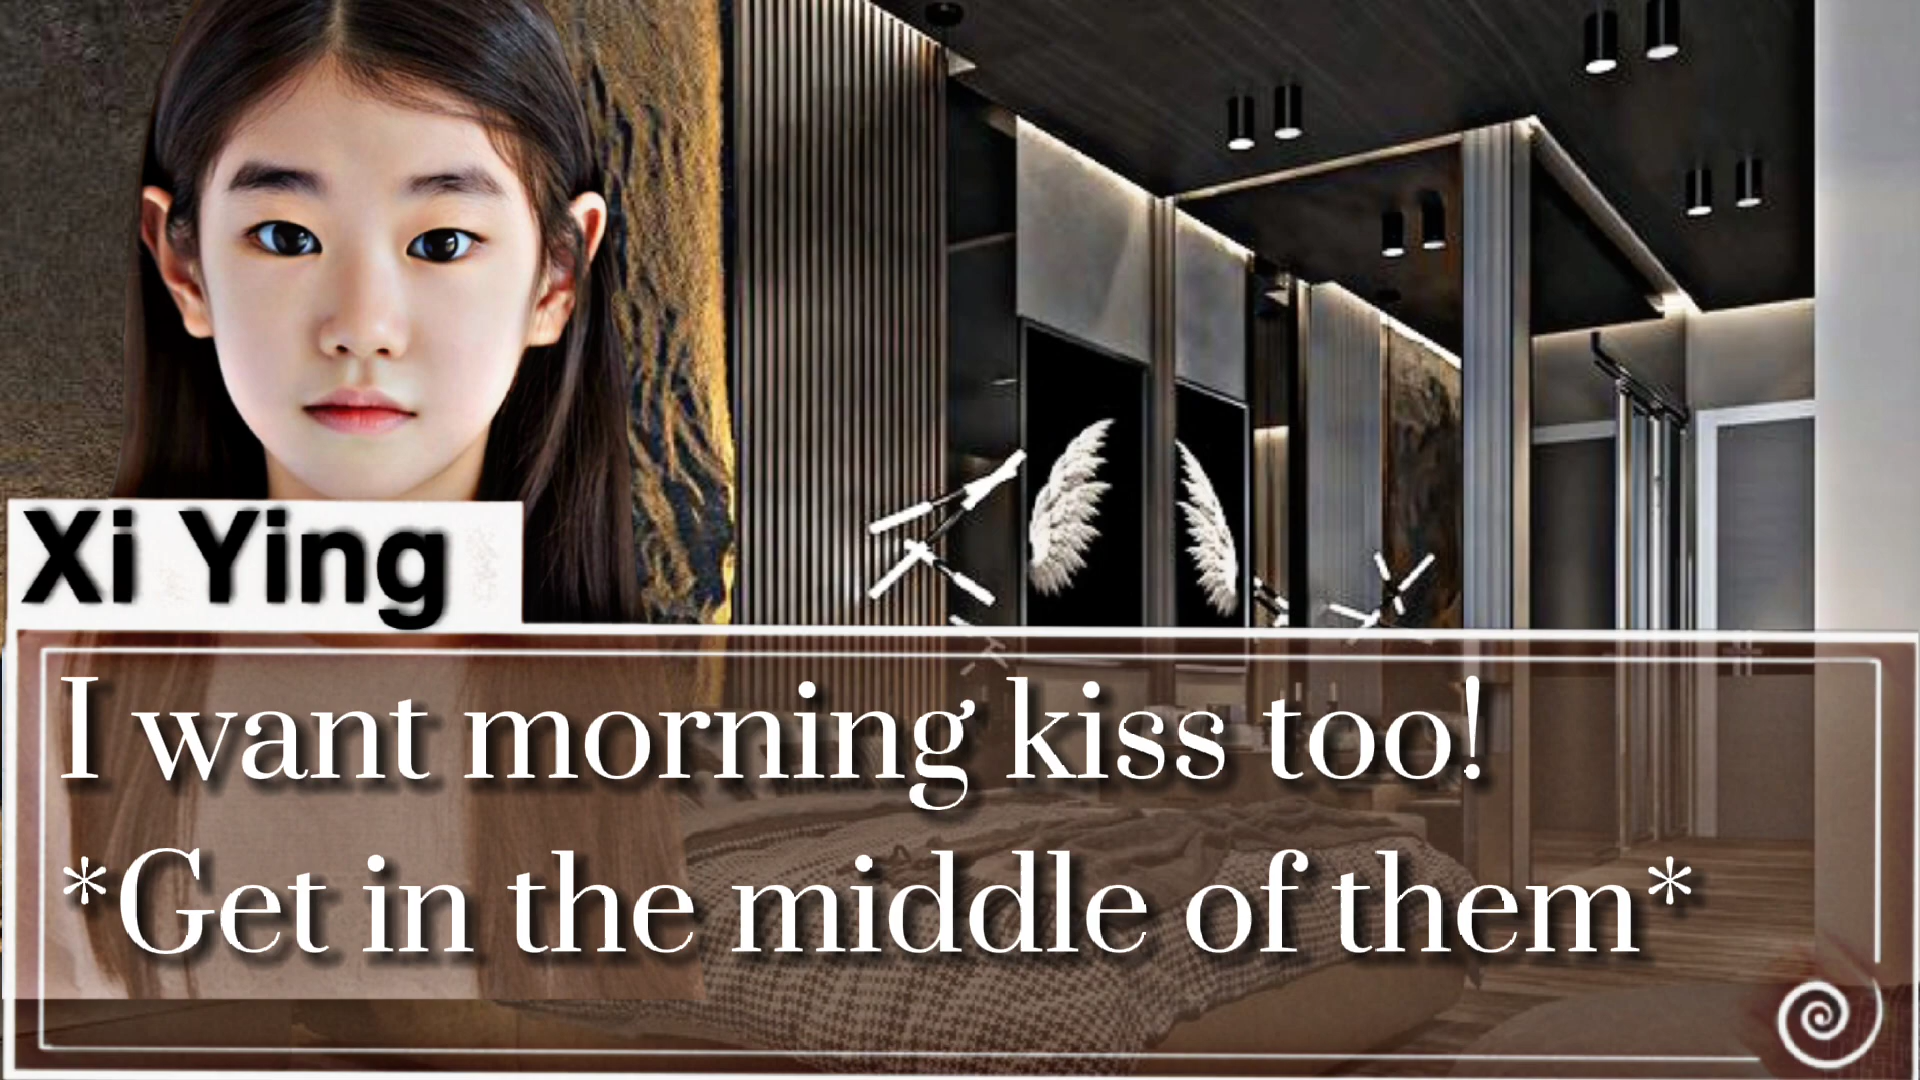 Xi Ying
I want morning kiss too!
*Get in the middle of them*